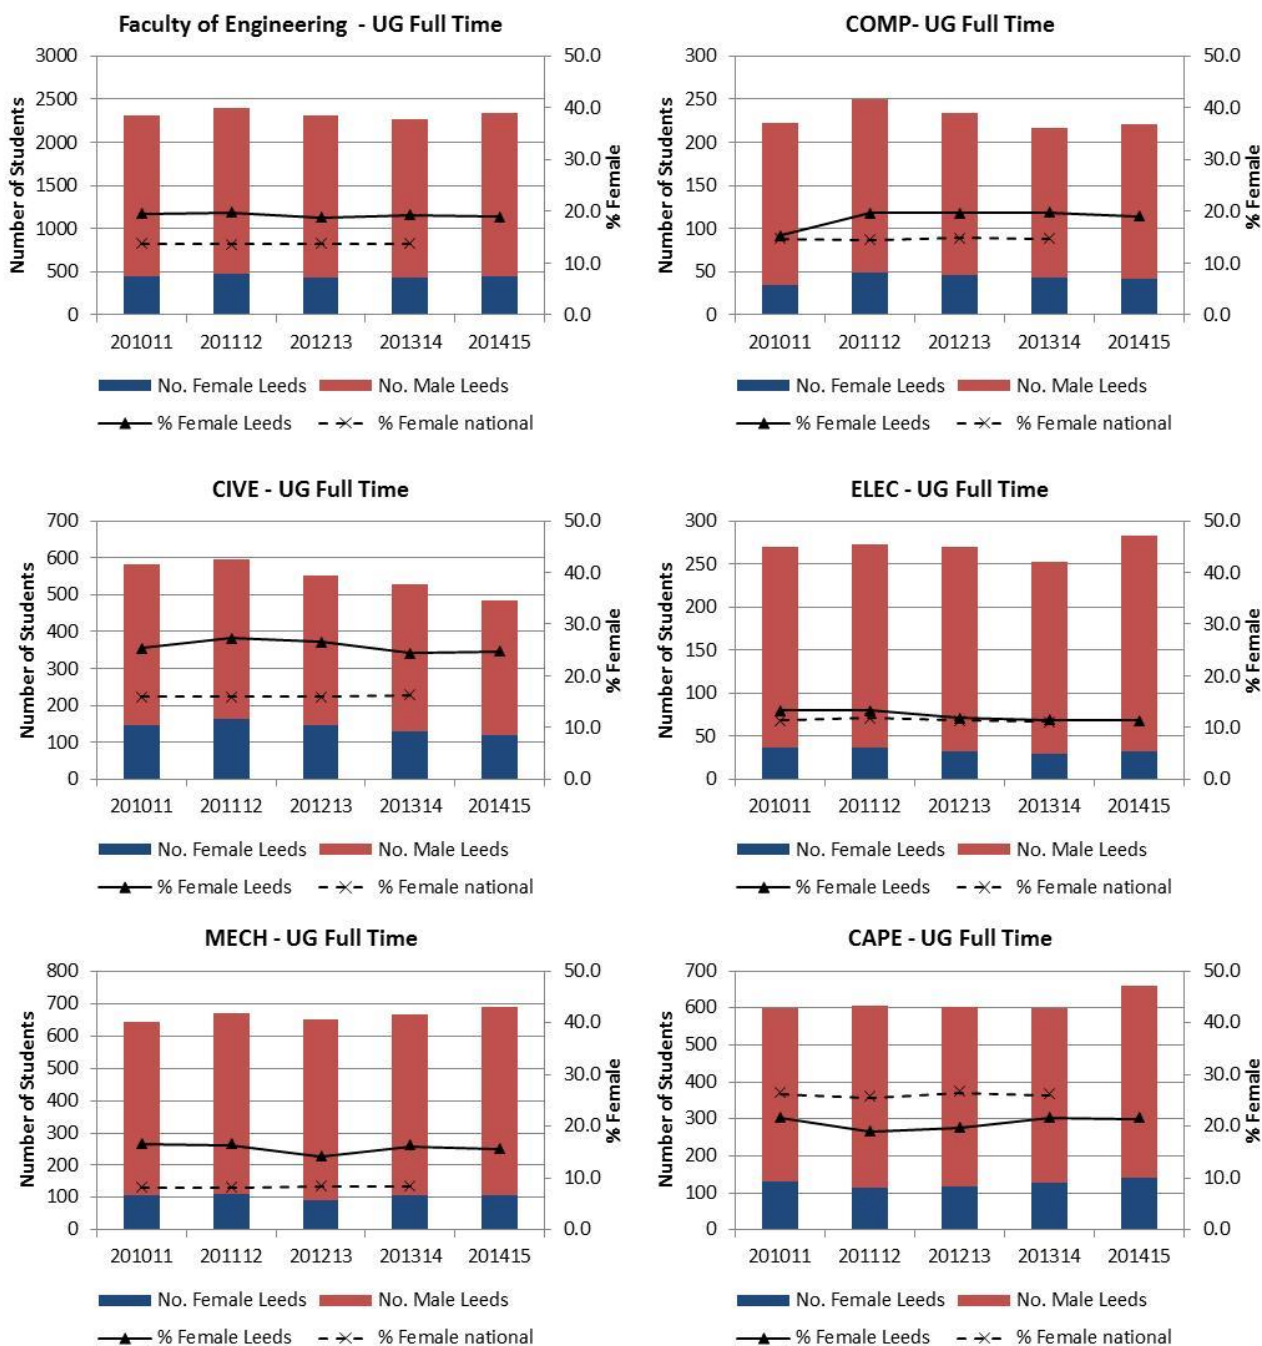 Faculty of Engineering - UG Full Time
Number of Students
3000
2500
2000
1500
1000
500
0
50.0
40.0
30.0
20.0
10.0
0.0
% Female
201011 201112 201213 201314 201415
No. Female Leeds No. Male Leeds
% Female Leeds % Female national
COMP- UG Full Time
Number of Students
300
250
200
150
100
50
0
50.0
40.0
30.0
20.0
10.0
0.0
% Female
201011 201112 201213 201314 201415
No. Female Leeds No. Male Leeds
% Female Leeds % Female national
CIVE - UG Full Time
Number of Students
700
600
500
400
300
200
100
0
50.0
40.0
30.0
20.0
10.0
0.0
% Female
201011 201112 201213 201314 201415
No. Female Leeds No. Male Leeds
% Female Leeds % Female national
ELEC - UG Full Time
Number of Students
300
250
200
150
100
50
0
50.0
40.0
30.0
20.0
10.0
0.0
% Female
201011 201112 201213 201314 201415
No. Female Leeds No. Male Leeds
% Female Leeds % Female national
MECH - UG Full Time
Number of Students
800
700
600
500
400
300
200
100
0
50.0
40.0
30.0
20.0
10.0
0.0
% Female
201011 201112 201213 201314 201415
No. Female Leeds No. Male Leeds
% Female Leeds % Female national
CAPE - UG Full Time
Number of Students
700
600
500
400
300
200
100
0
50.0
40.0
30.0
20.0
10.0
0.0
% Female
201011 201112 201213 201314 201415
No. Female Leeds No. Male Leeds
% Female Leeds % Female national